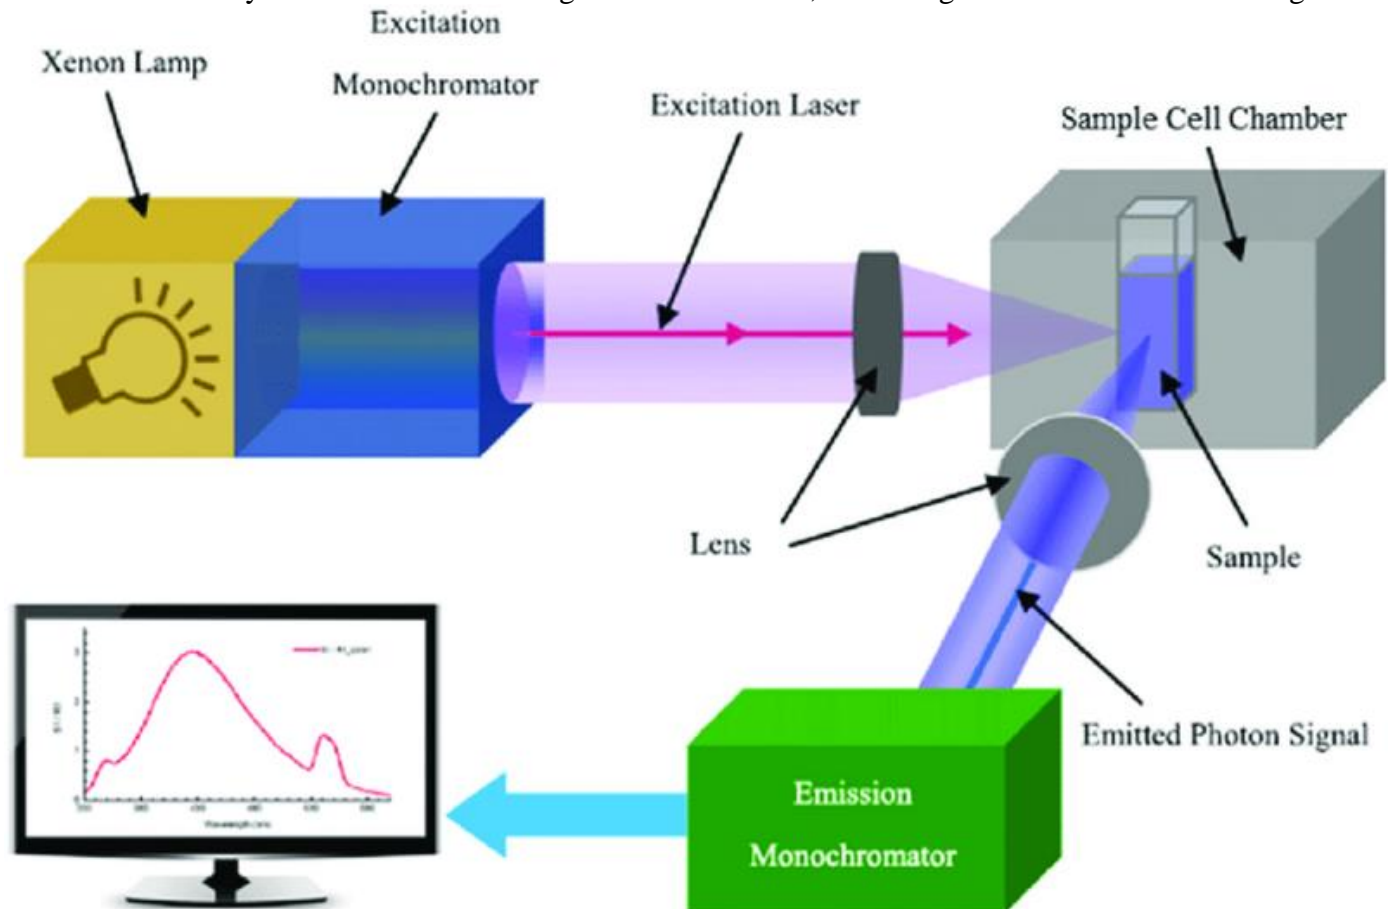 Excitation
Monochromator
Xenon Lamp
Excitation Laser
Sample Cell Chamber
Lens
Sample
Emitted Photon Signal
Emission
Monochromator